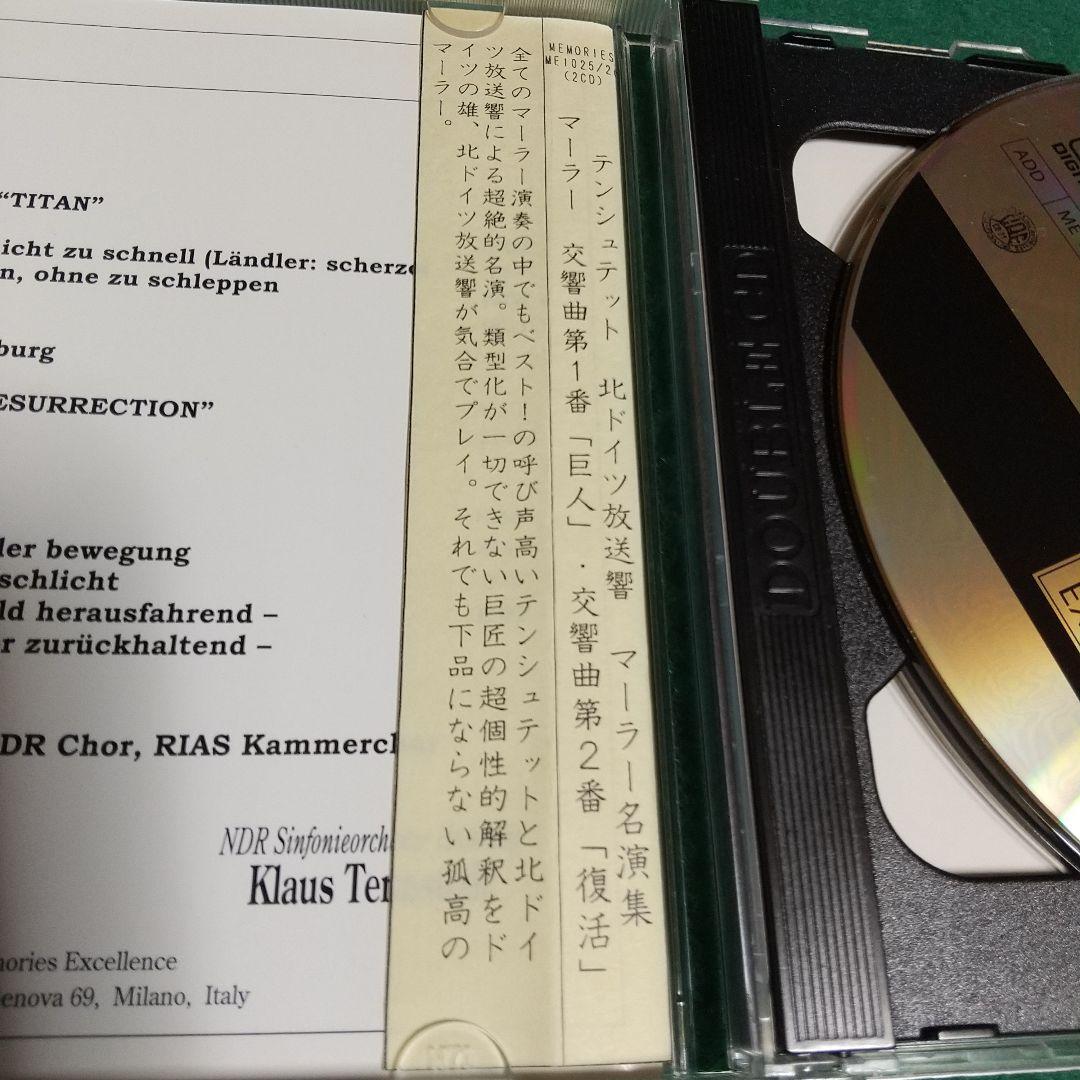 “TITAN”
icht zu schnell (Ländler: scherzo
n, ohne zu schleppen
burg
ESURRECTION”
der bewegung
schlicht
ld herausfahrend –
r zurückhaltend –
DR Chor, RIAS Kammerch
NDR Sinfonieorche
Klaus Ten
mories Excellence
enova 69, Milano, Italy
MEMORIES
ME1025/2
(2CD)
テンシュテット 北ドイツ放送響 マーラー名演集
マーラー 交響曲第1番「巨人」・交響曲第2番「復活」
全てのマーラー演奏の中でもベスト!の呼び声高いテンシュテットと北ドイ
ツ放送響による超絶的名演。類型化が一切できない巨匠の超個性的解釈をド
イツの雄、北ドイツ放送響が気合でプレイ。それでも下品にならない孤高の
マーラー。
DOUBLE CD
DIGIT
ADD
ME